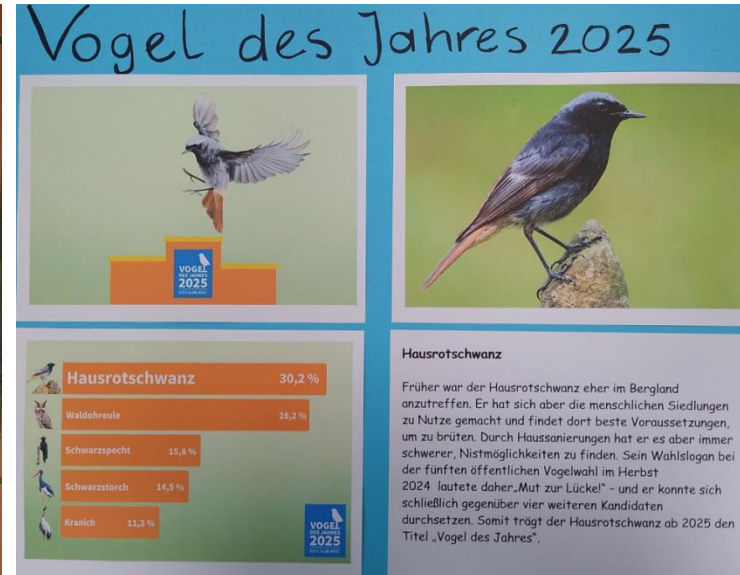 Vogel des Jahres 2025
VOGEL
DES JAHRES
2025
Hausrotschwanz 30,2 %
Waldohreule 28,2 %
Schwarzspecht 15,8 %
Schwarzstorch 14,5 %
Kranich 11,3 %
VOGEL
DES JAHRES
2025
Hausrotschwanz
Früher war der Hausrotschwanz eher im Bergland
anzutreffen. Er hat sich aber die menschlichen Siedlungen
zu Nutze gemacht und findet dort beste Voraussetzungen,
um zu brüten. Durch Haussanierungen hat er es aber immer
schwerer, Nistmöglichkeiten zu finden. Sein Wahlslogan bei
der fünften öffentlichen Vogelwahl im Herbst
2024 lautete daher„Mut zur Lücke!“ – und er konnte sich
schließlich gegenüber vier weiteren Kandidaten
durchsetzen. Somit trägt der Hausrotschwanz ab 2025 den
Titel „Vogel des Jahres“.